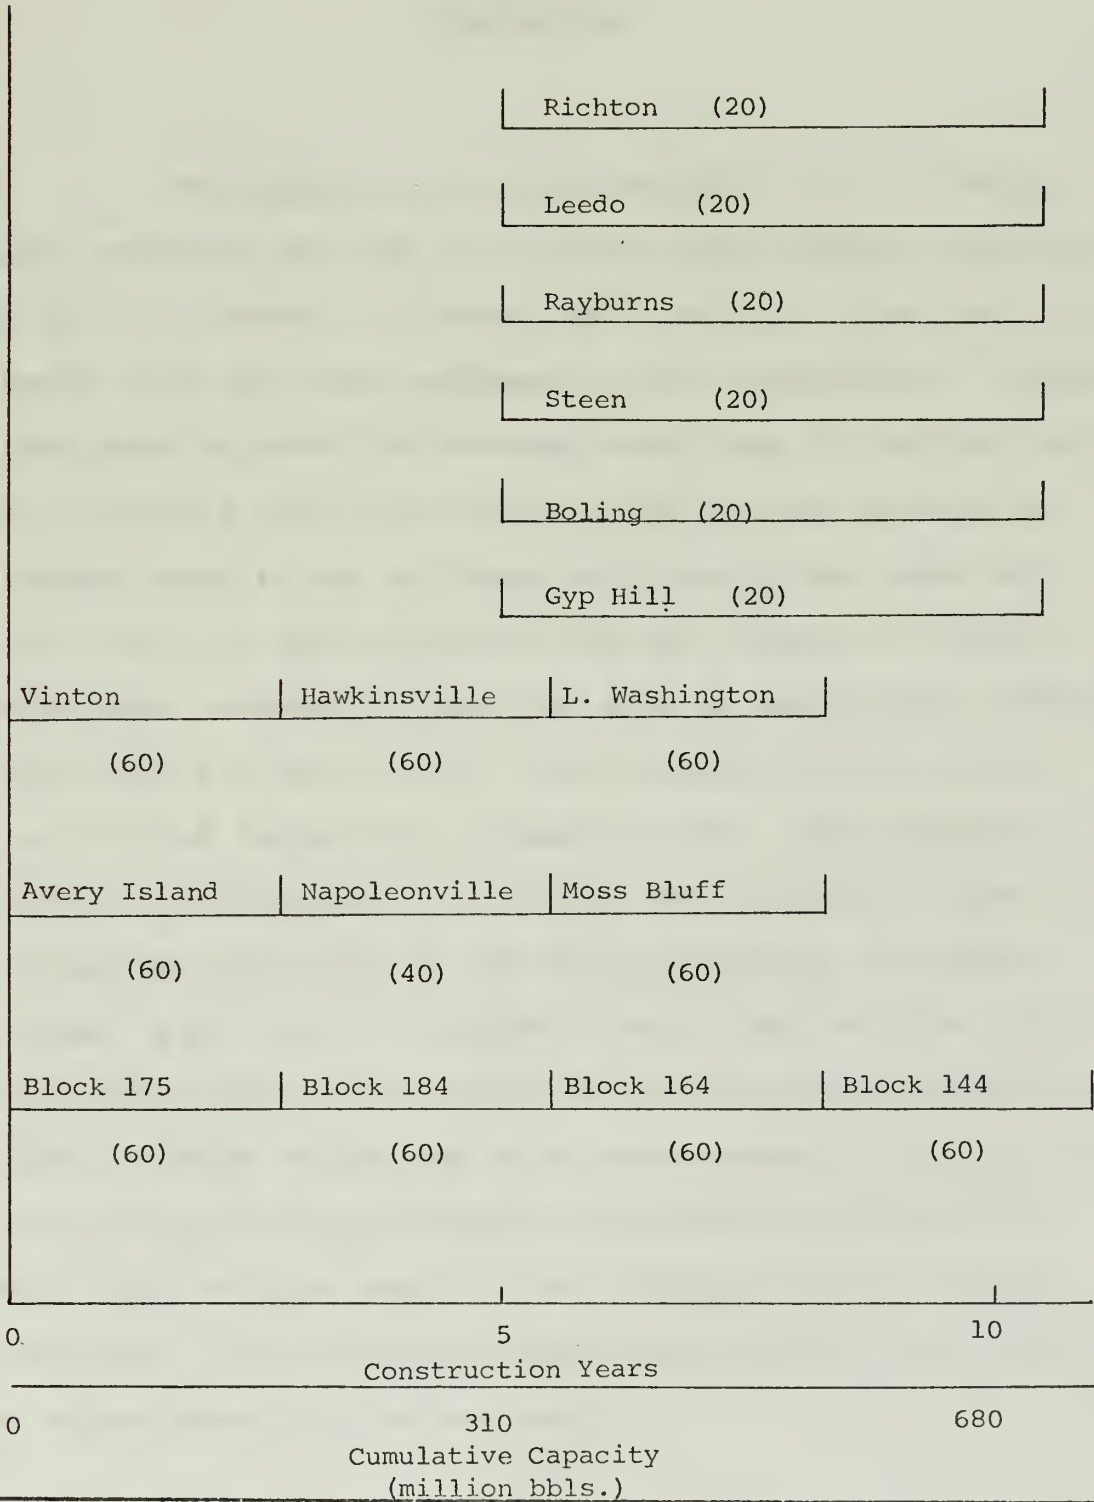 Richton (20)
Leedo (20)
Rayburns (20)
Steen (20)
Boling (20)
Gyp Hill (20)
Vinton Hawkinsville L. Washington
(60) (60) (60)
Avery Island Napoleonville Moss Bluff
(60) (40) (60)
Block 175 Block 184 Block 164 Block 144
(60) (60) (60) (60)
0 5 10
Construction Years
0 310 680
Cumulative Capacity
(million bbls.)